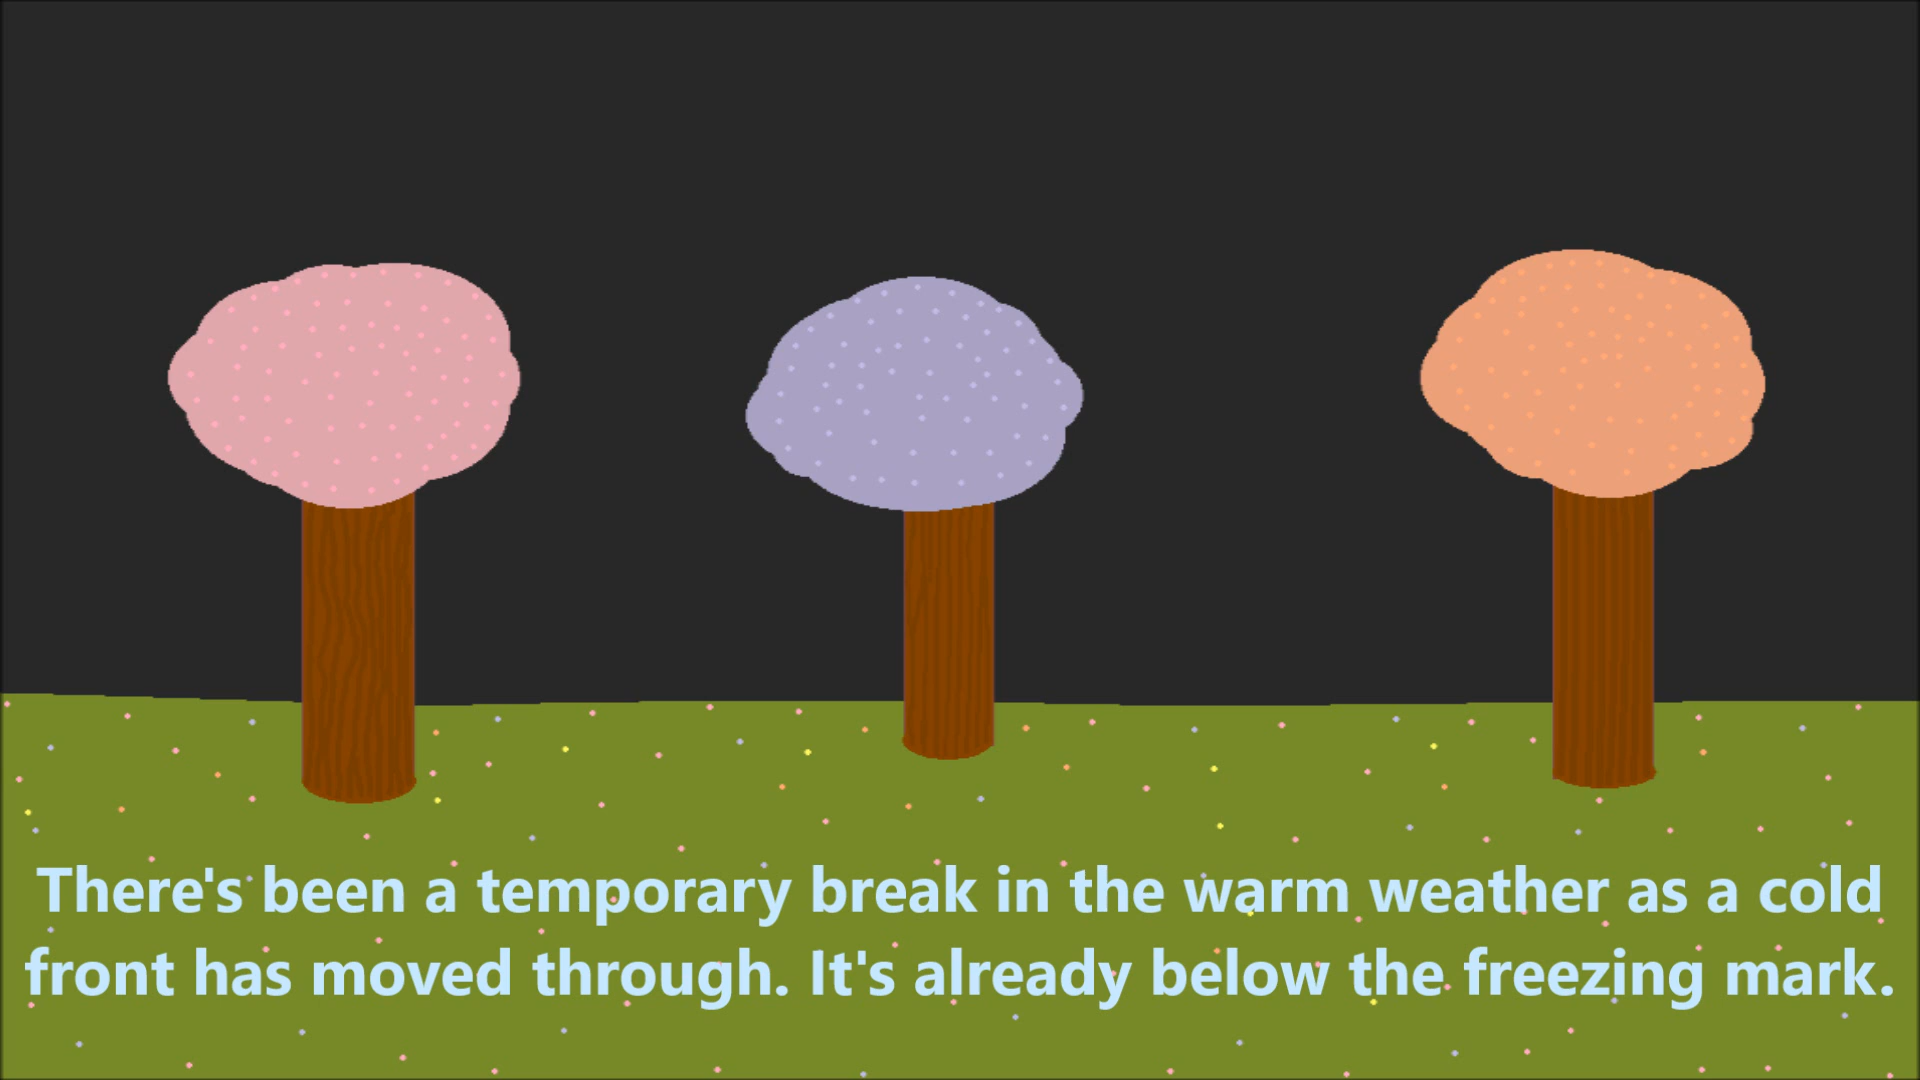 There's been a temporary break in the warm weather as a cold
front has moved through. It's already below the freezing mark.